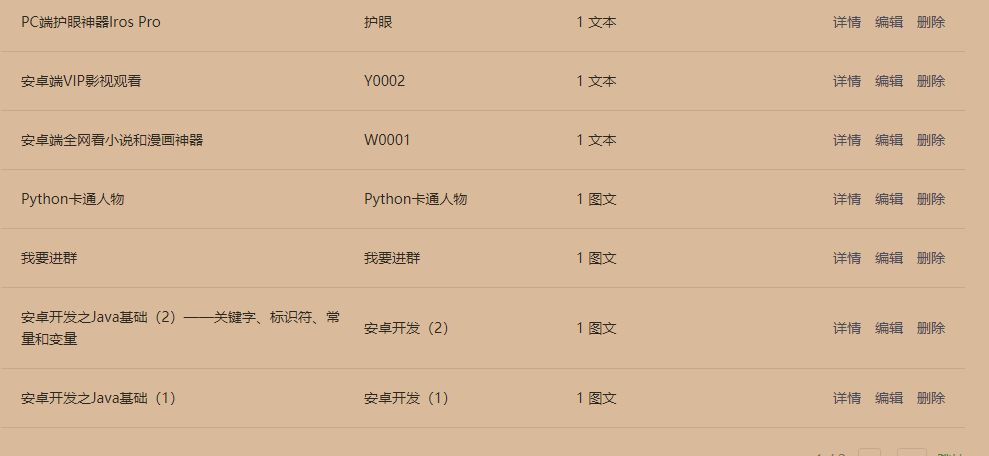 PC端护眼神器Iros Pro 护眼 1 文本 详情 编辑 删除
安卓端VIP影视观看 Y0002 1 文本 详情 编辑 删除
安卓端全网看小说和漫画神器 W0001 1 文本 详情 编辑 删除
Python卡通人物 Python卡通人物 1 图文 详情 编辑 删除
我要进群 我要进群 1 图文 详情 编辑 删除
安卓开发之Java基础（2）——关键字、标识符、常
量和变量 安卓开发（2） 1 图文 详情 编辑 删除
安卓开发之Java基础（1） 安卓开发（1） 1 图文 详情 编辑 删除